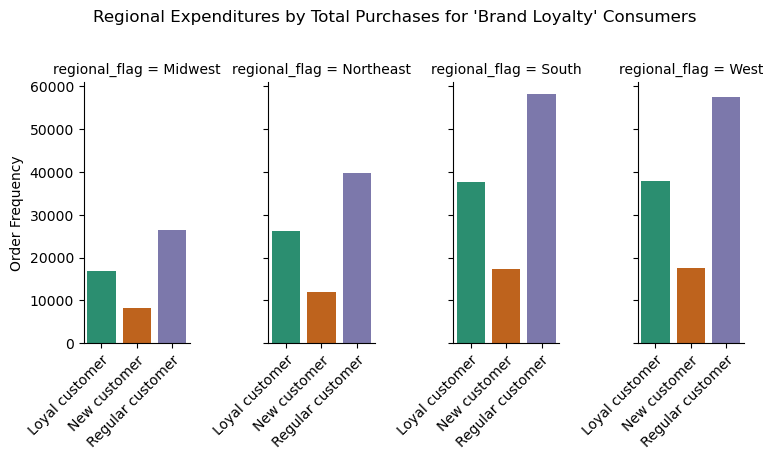 Regional Expenditures by Total Purchases for 'Brand Loyalty' Consumers
regional_flag = Midwest
regional_flag = Northeast
regional_flag = South
regional_flag = West
Order Frequency
60000
50000
40000
30000
20000
10000
0
Loyal customer
New customer
Regular customer
Loyal customer
New customer
Regular customer
Loyal customer
New customer
Regular customer
Loyal customer
New customer
Regular customer